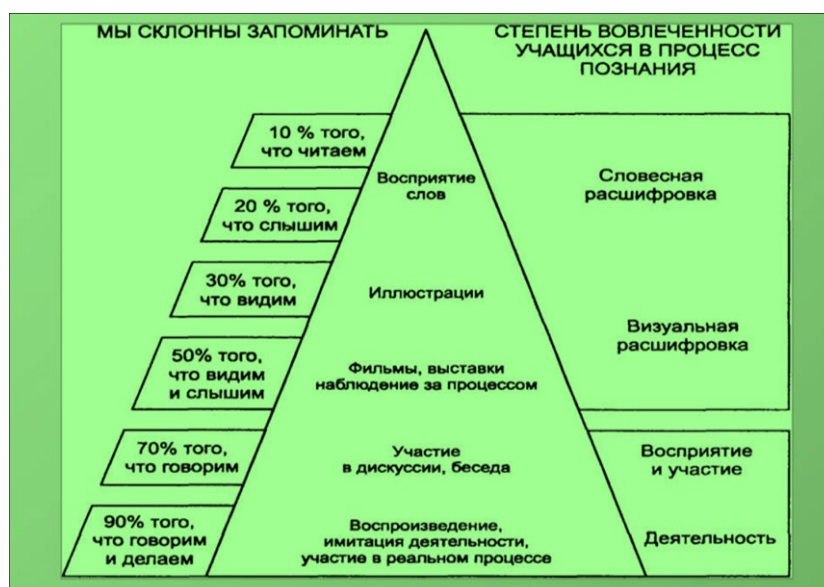 МЫ СКЛОННЫ ЗАПОМИНАТЬ
СТЕПЕНЬ ВОВЛЕЧЕННОСТИ
УЧАЩИХСЯ В ПРОЦЕСС
ПОЗНАНИЯ
10 % того,
что читаем
20 % того,
что слышим
30% того,
что видим
50% того,
что видим
и слышим
70% того,
что говорим
90% того,
что говорим
и делаем
Восприятие
слов
Иллюстрации
Фильмы, выставки
наблюдение за процессом
Участие
в дискуссии, беседа
Воспроизведение,
имитация деятельности,
участие в реальном процессе
Словесная
расшифровка
Визуальная
расшифровка
Восприятие
и участие
Деятельность